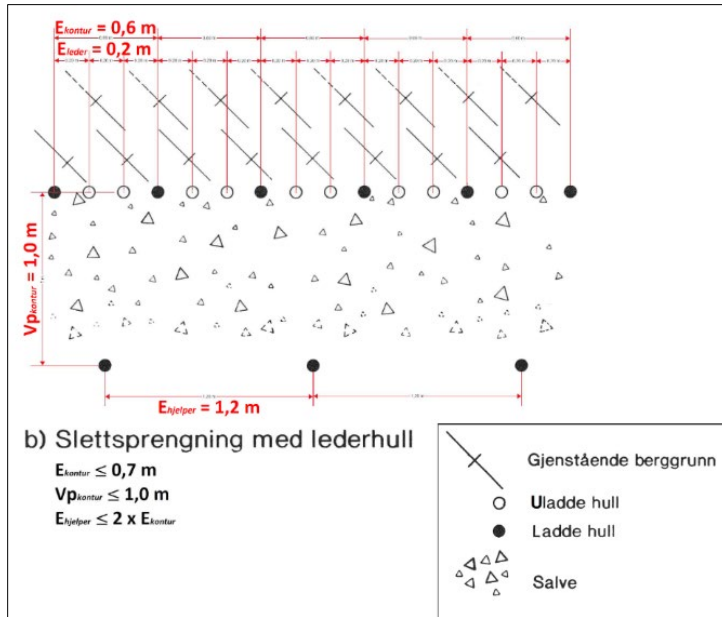 Ekontur = 0,6 m
Eleder = 0,2 m
Vpkontur = 1,0 m
Ehjelper = 1,2 m
b) Slettsprengning med lederhull
Ekontur ≤ 0,7 m
Vpkontur ≤ 1,0 m
Ehjelper ≤ 2 x Ekontur
Gjenstående berggrunn
Uladde hull
Ladde hull
Salve